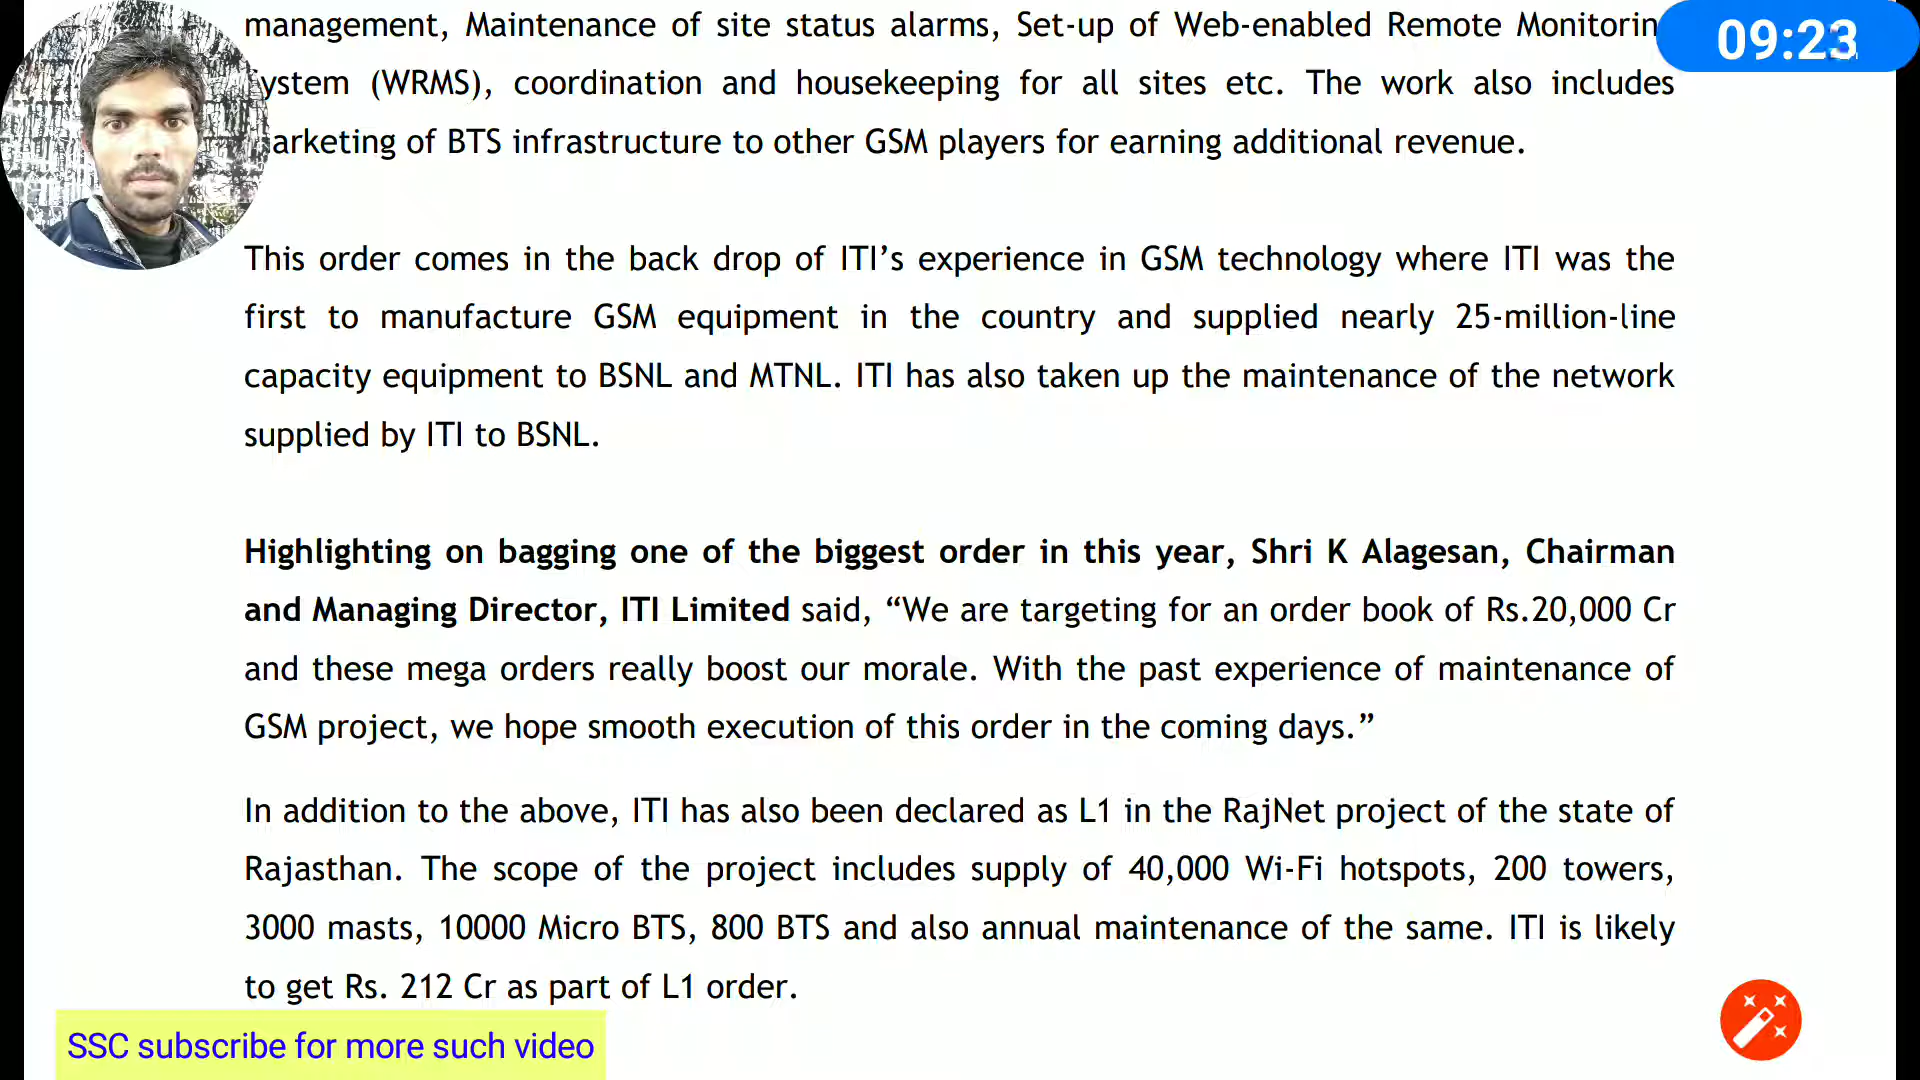 management, Maintenance of site status alarms, Set-up of Web-enabled Remote Monitorin
09:23
ystem (WRMS), coordination and housekeeping for all sites etc. The work also includes
arketing of BTS infrastructure to other GSM players for earning additional revenue.
This order comes in the back drop of ITI’s experience in GSM technology where ITI was the
first to manufacture GSM equipment in the country and supplied nearly 25-million-line
capacity equipment to BSNL and MTNL. ITI has also taken up the maintenance of the network
supplied by ITI to BSNL.
Highlighting on bagging one of the biggest order in this year, Shri K Alagesan, Chairman
and Managing Director, ITI Limited said, “We are targeting for an order book of Rs.20,000 Cr
and these mega orders really boost our morale. With the past experience of maintenance of
GSM project, we hope smooth execution of this order in the coming days.”
In addition to the above, ITI has also been declared as L1 in the RajNet project of the state of
Rajasthan. The scope of the project includes supply of 40,000 Wi-Fi hotspots, 200 towers,
3000 masts, 10000 Micro BTS, 800 BTS and also annual maintenance of the same. ITI is likely
to get Rs. 212 Cr as part of L1 order.
SSC subscribe for more such video